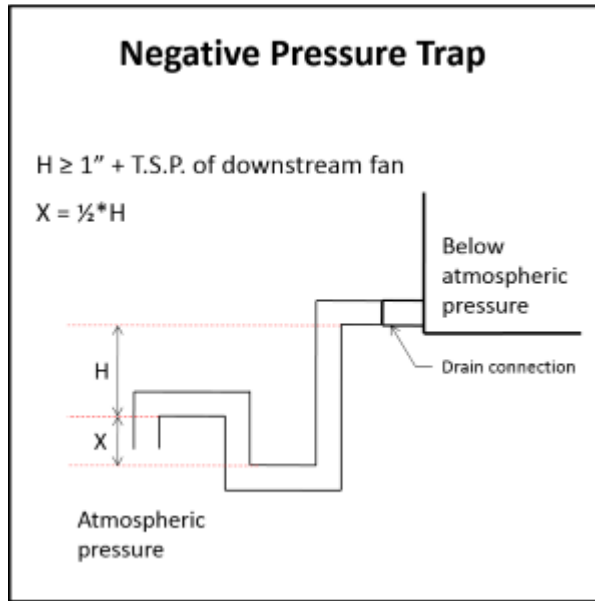 Negative Pressure Trap
H ≥ 1” + T.S.P. of downstream fan
X = ½*H
Below
atmospheric
pressure
Drain connection
H
X
Atmospheric
pressure